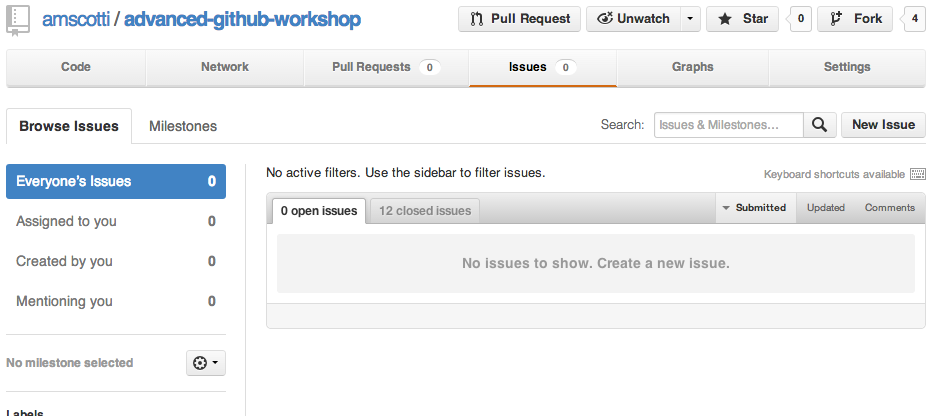 amscotti / advanced-github-workshop Pull Request Unwatch Star 0 Fork 4
Code Network Pull Requests 0 Issues 0 Graphs Settings
Browse Issues Milestones Search: Issues & Milestones... New Issue
Everyone's Issues 0
No active filters. Use the sidebar to filter issues. Keyboard shortcuts available
Assigned to you 0
0 open issues 12 closed issues Submitted Updated Comments
Created by you 0
No issues to show. Create a new issue.
Mentioning you 0
No milestone selected
Labels